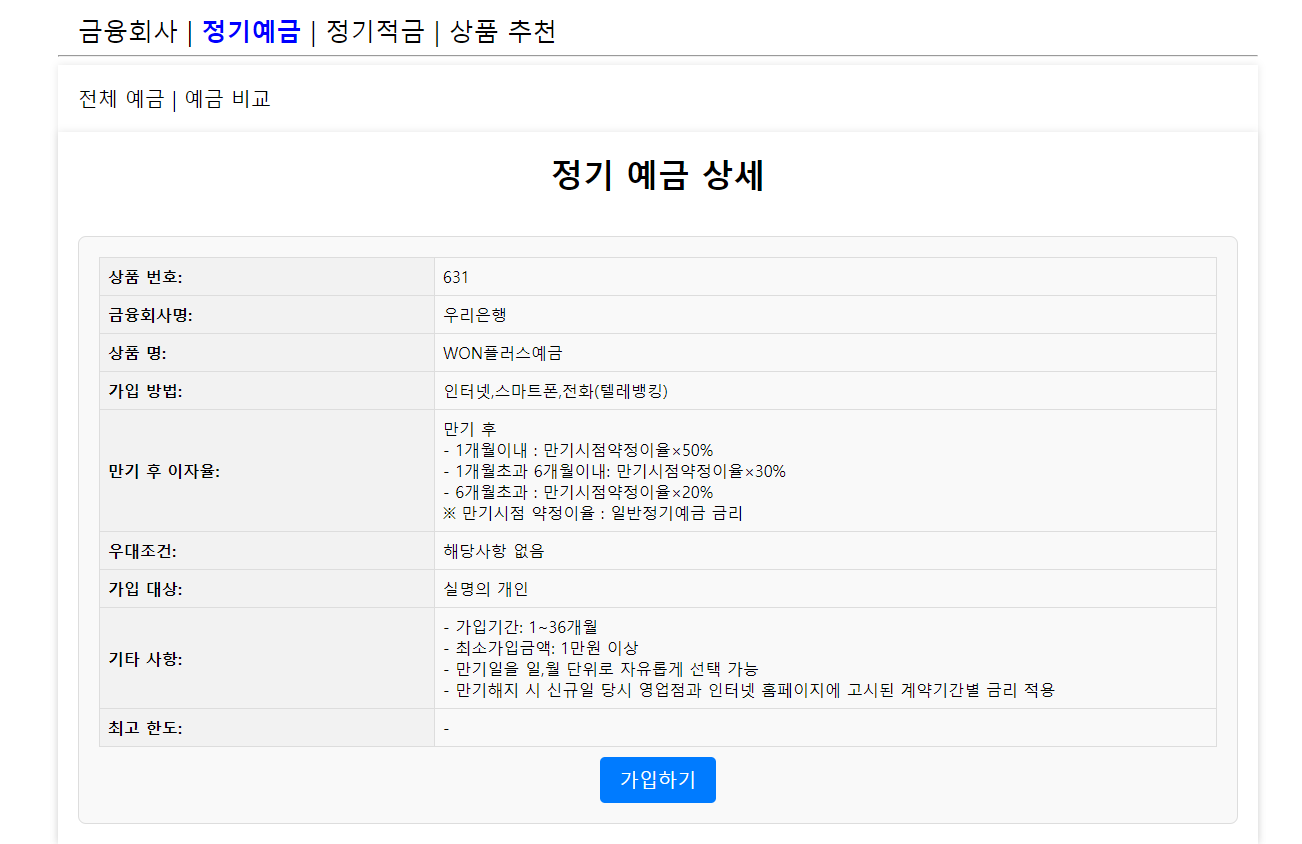 금융회사 | 정기예금 | 정기적금 | 상품 추천
전체 예금 | 예금 비교
정기 예금 상세
상품 번호: 631
금융회사명: 우리은행
상품 명: WON플러스예금
가입 방법: 인터넷,스마트폰,전화(텔레뱅킹)
만기 후 이자율: 만기 후
- 1개월이내 : 만기시점약정이율×50%
- 1개월초과 6개월이내: 만기시점약정이율×30%
- 6개월초과 : 만기시점약정이율×20%
※ 만기시점 약정이율 : 일반정기예금 금리
우대조건: 해당사항 없음
가입 대상: 실명의 개인
기타 사항: - 가입기간: 1~36개월
- 최소가입금액: 1만원 이상
- 만기일을 일,월 단위로 자유롭게 선택 가능
- 만기해지 시 신규일 당시 영업점과 인터넷 홈페이지에 고시된 계약기간별 금리 적용
최고 한도: -
가입하기